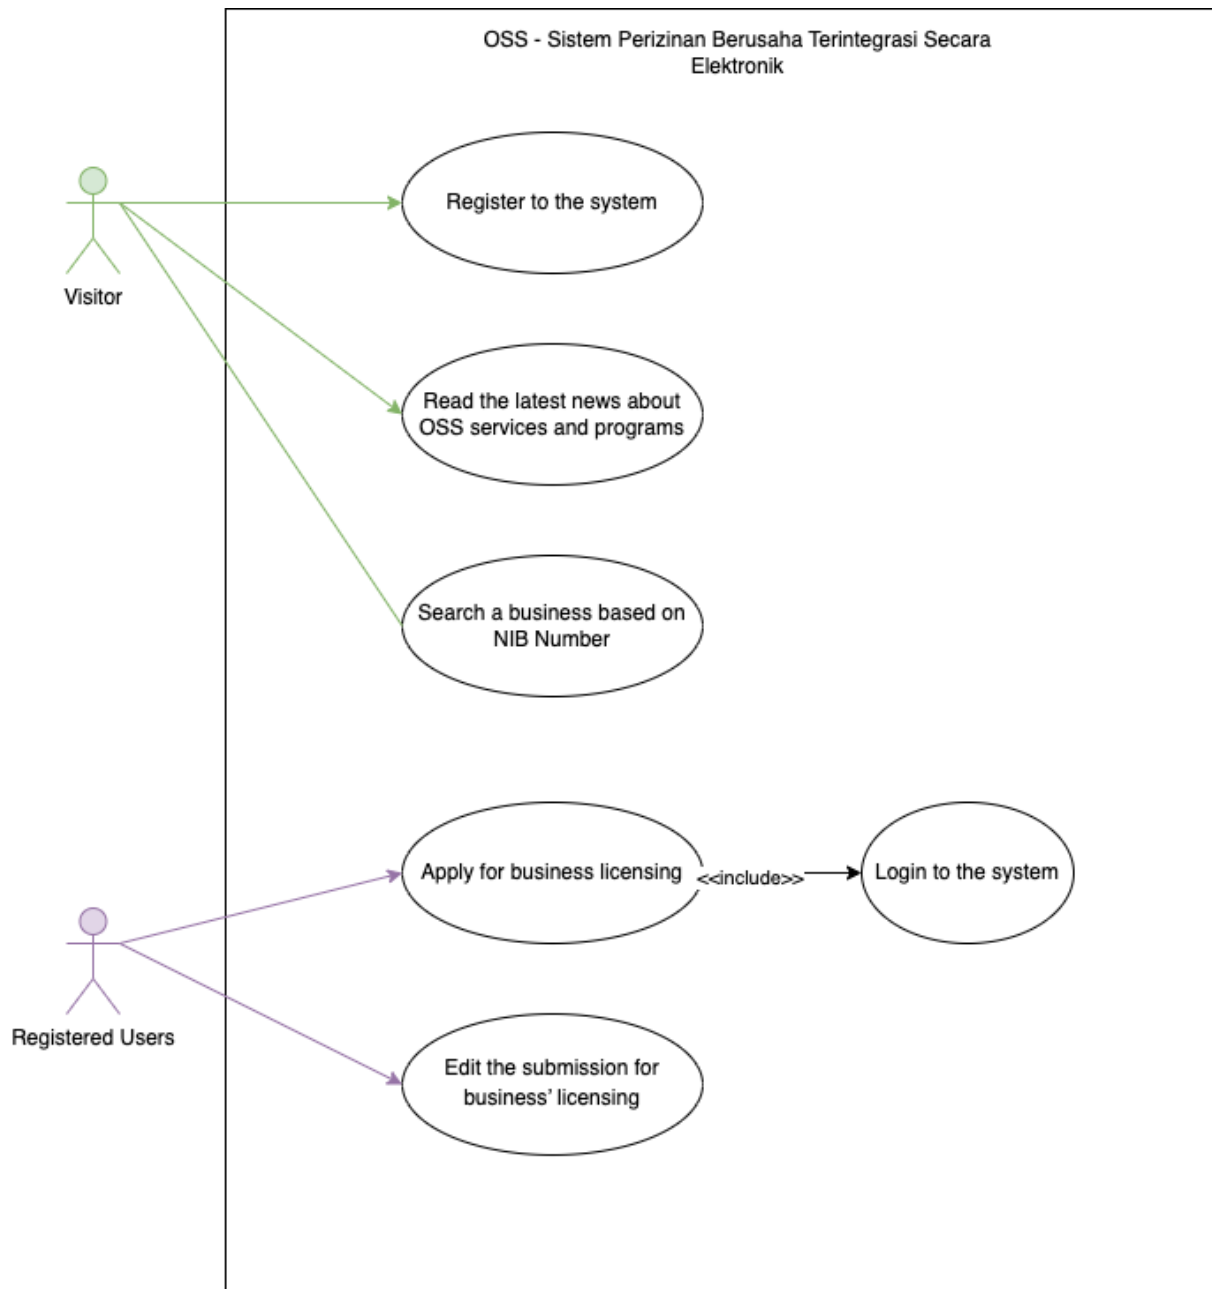 OSS - Sistem Perizinan Berusaha Terintegrasi Secara
Elektronik
Register to the system
Visitor
Read the latest news about
OSS services and programs
Search a business based on
NIB Number
Apply for business licensing
<<include>>
Login to the system
Registered Users
Edit the submission for
business’ licensing